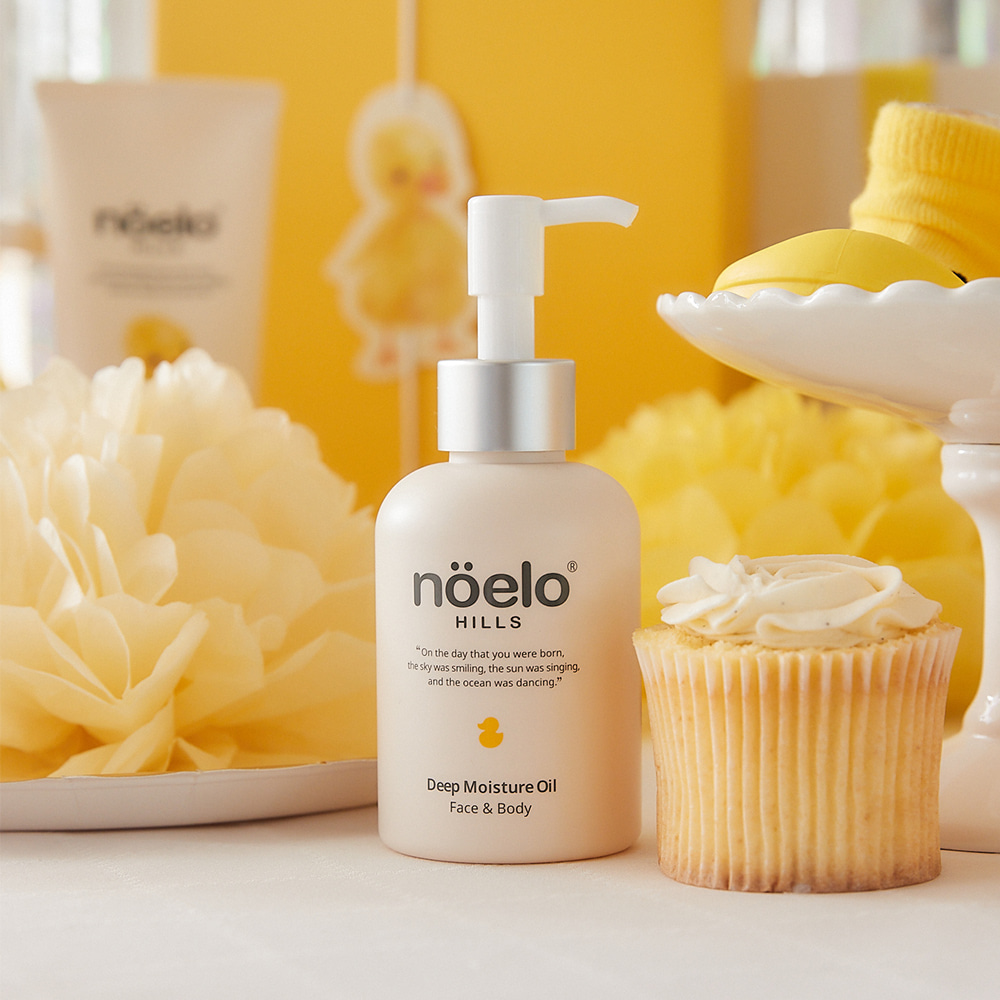 nöelo
nöelo®
HILLS
“On the day that you were born,
the sky was smiling, the sun was singing,
and the ocean was dancing.”
Deep Moisture Oil
Face & Body